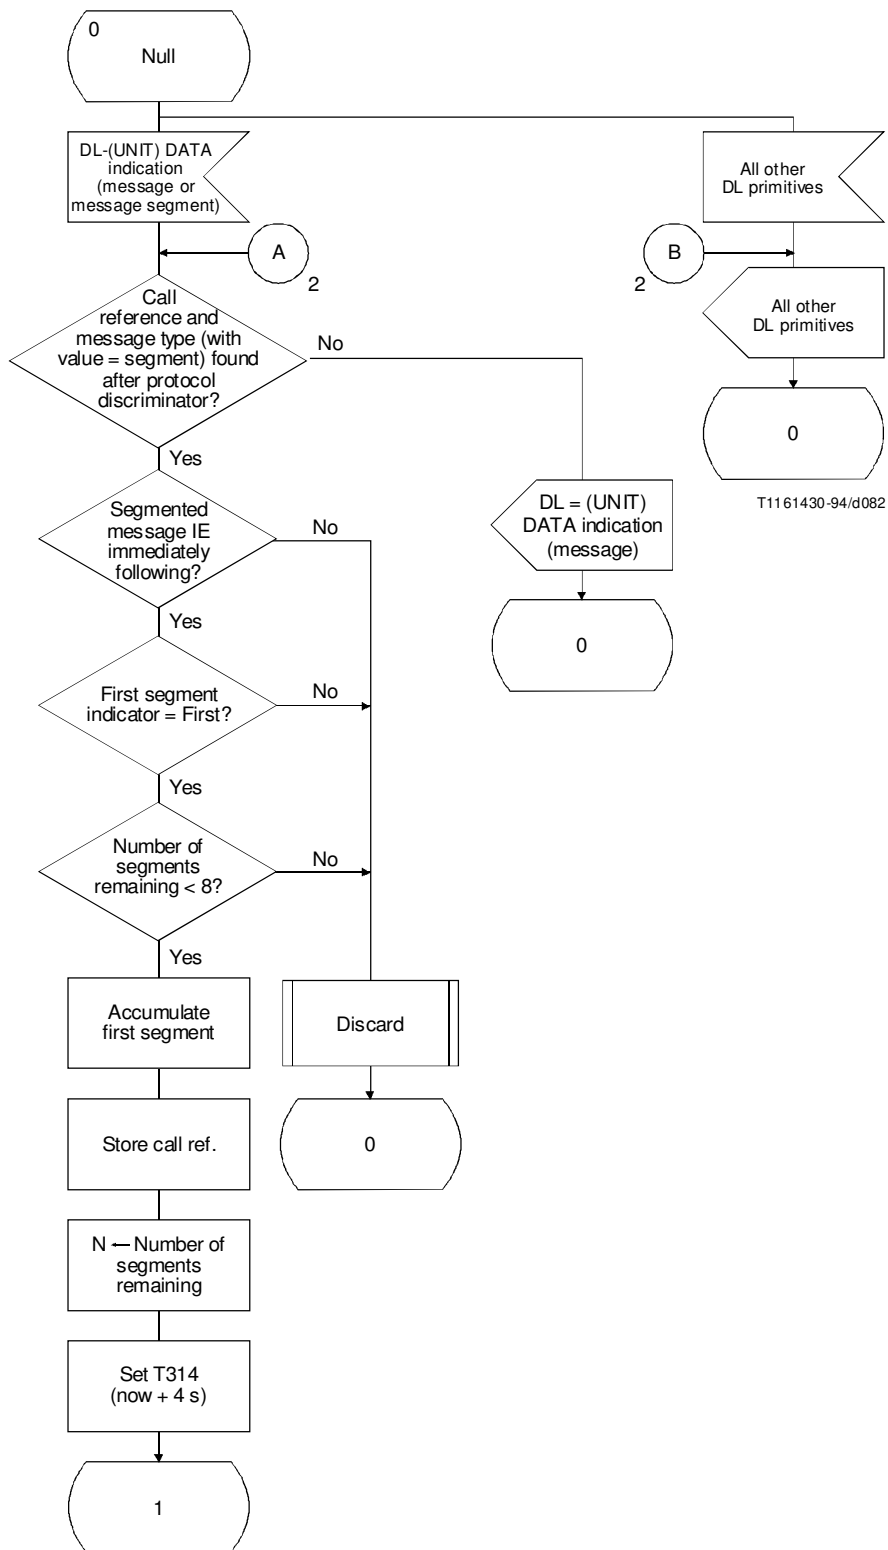 0
Null
DL-(UNIT) DATA
indication
(message or
message segment)
All other
DL primitives
A
2
B
2
Call
reference and
message type (with
value = segment) found
after protocol
discriminator?
No
All other
DL primitives
0
T1161430-94/d082
Yes
Segmented
message IE
immediately
following?
No
DL = (UNIT)
DATA indication
(message)
0
Yes
First segment
indicator = First?
No
Yes
Number of
segments
remaining < 8?
No
Yes
Accumulate
first segment
Discard
Store call ref.
0
N ← Number of
segments
remaining
Set T314
(now + 4 s)
1